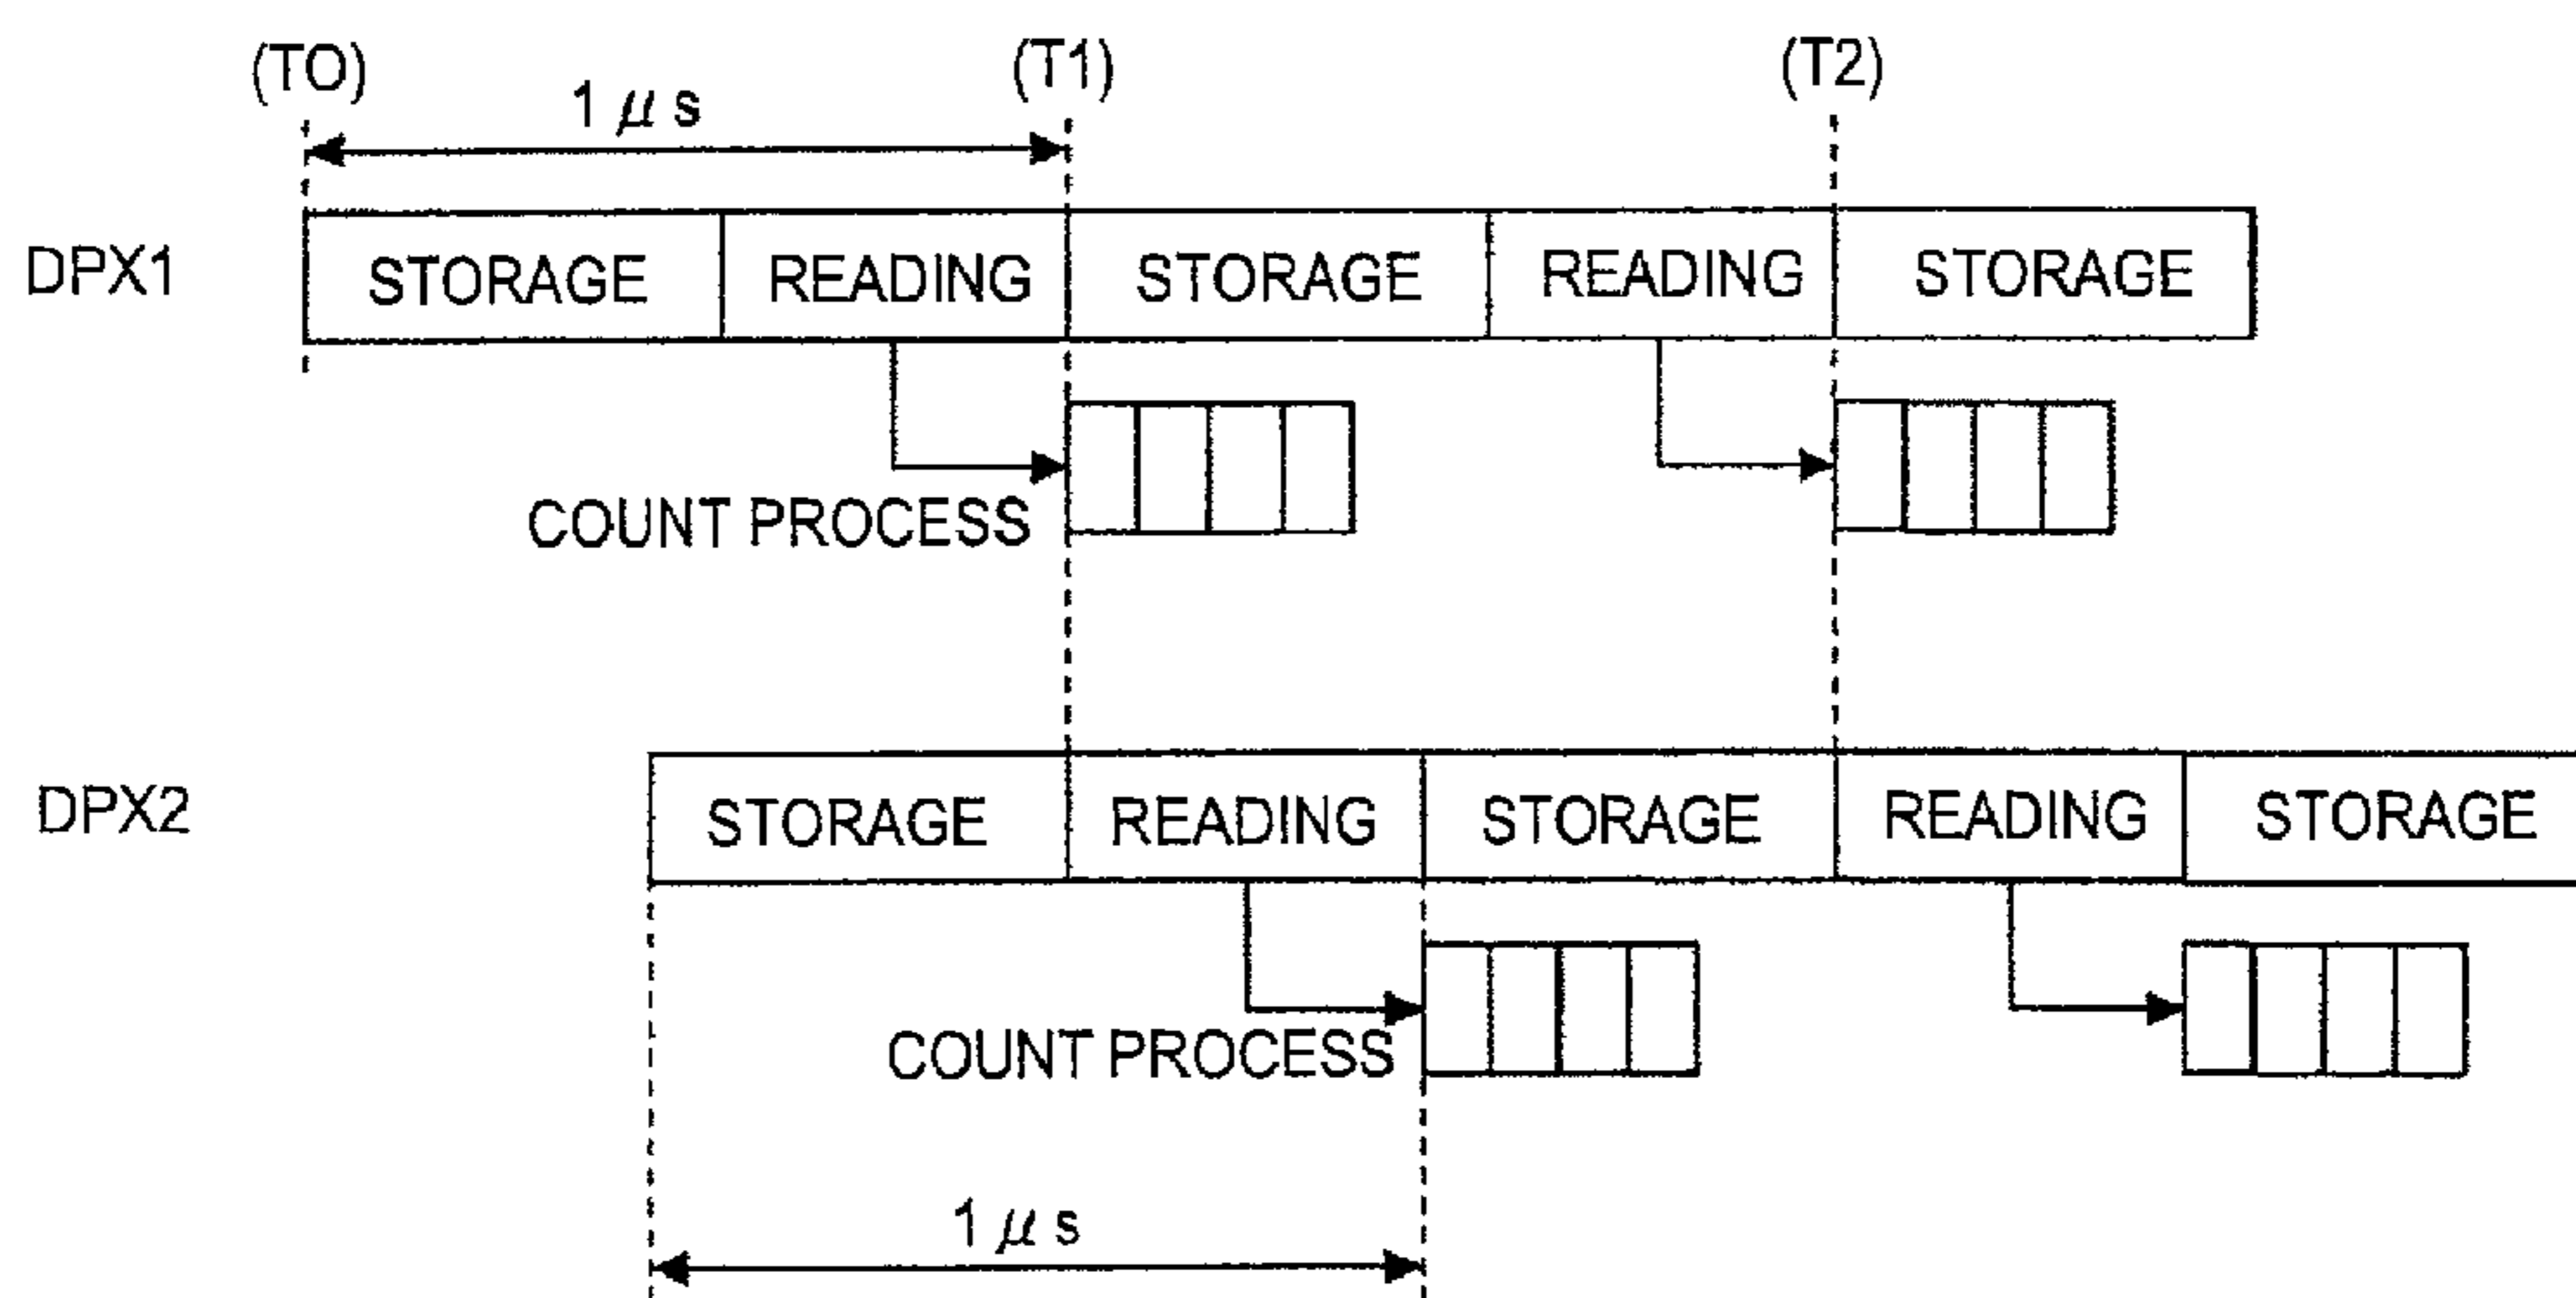 (T0) (T1) (T2)
1 μs
DPX1 STORAGE READING STORAGE READING STORAGE
COUNT PROCESS
DPX2 STORAGE READING STORAGE READING STORAGE
COUNT PROCESS
1 μs